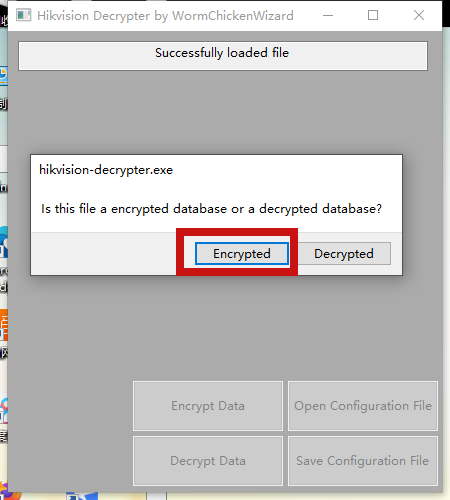 Hikvision Decrypter by WormChickenWizard
Successfully loaded file
hikvision-decrypter.exe
Is this file a encrypted database or a decrypted database?
Encrypted
Decrypted
Encrypt Data
Open Configuration File
Decrypt Data
Save Configuration File